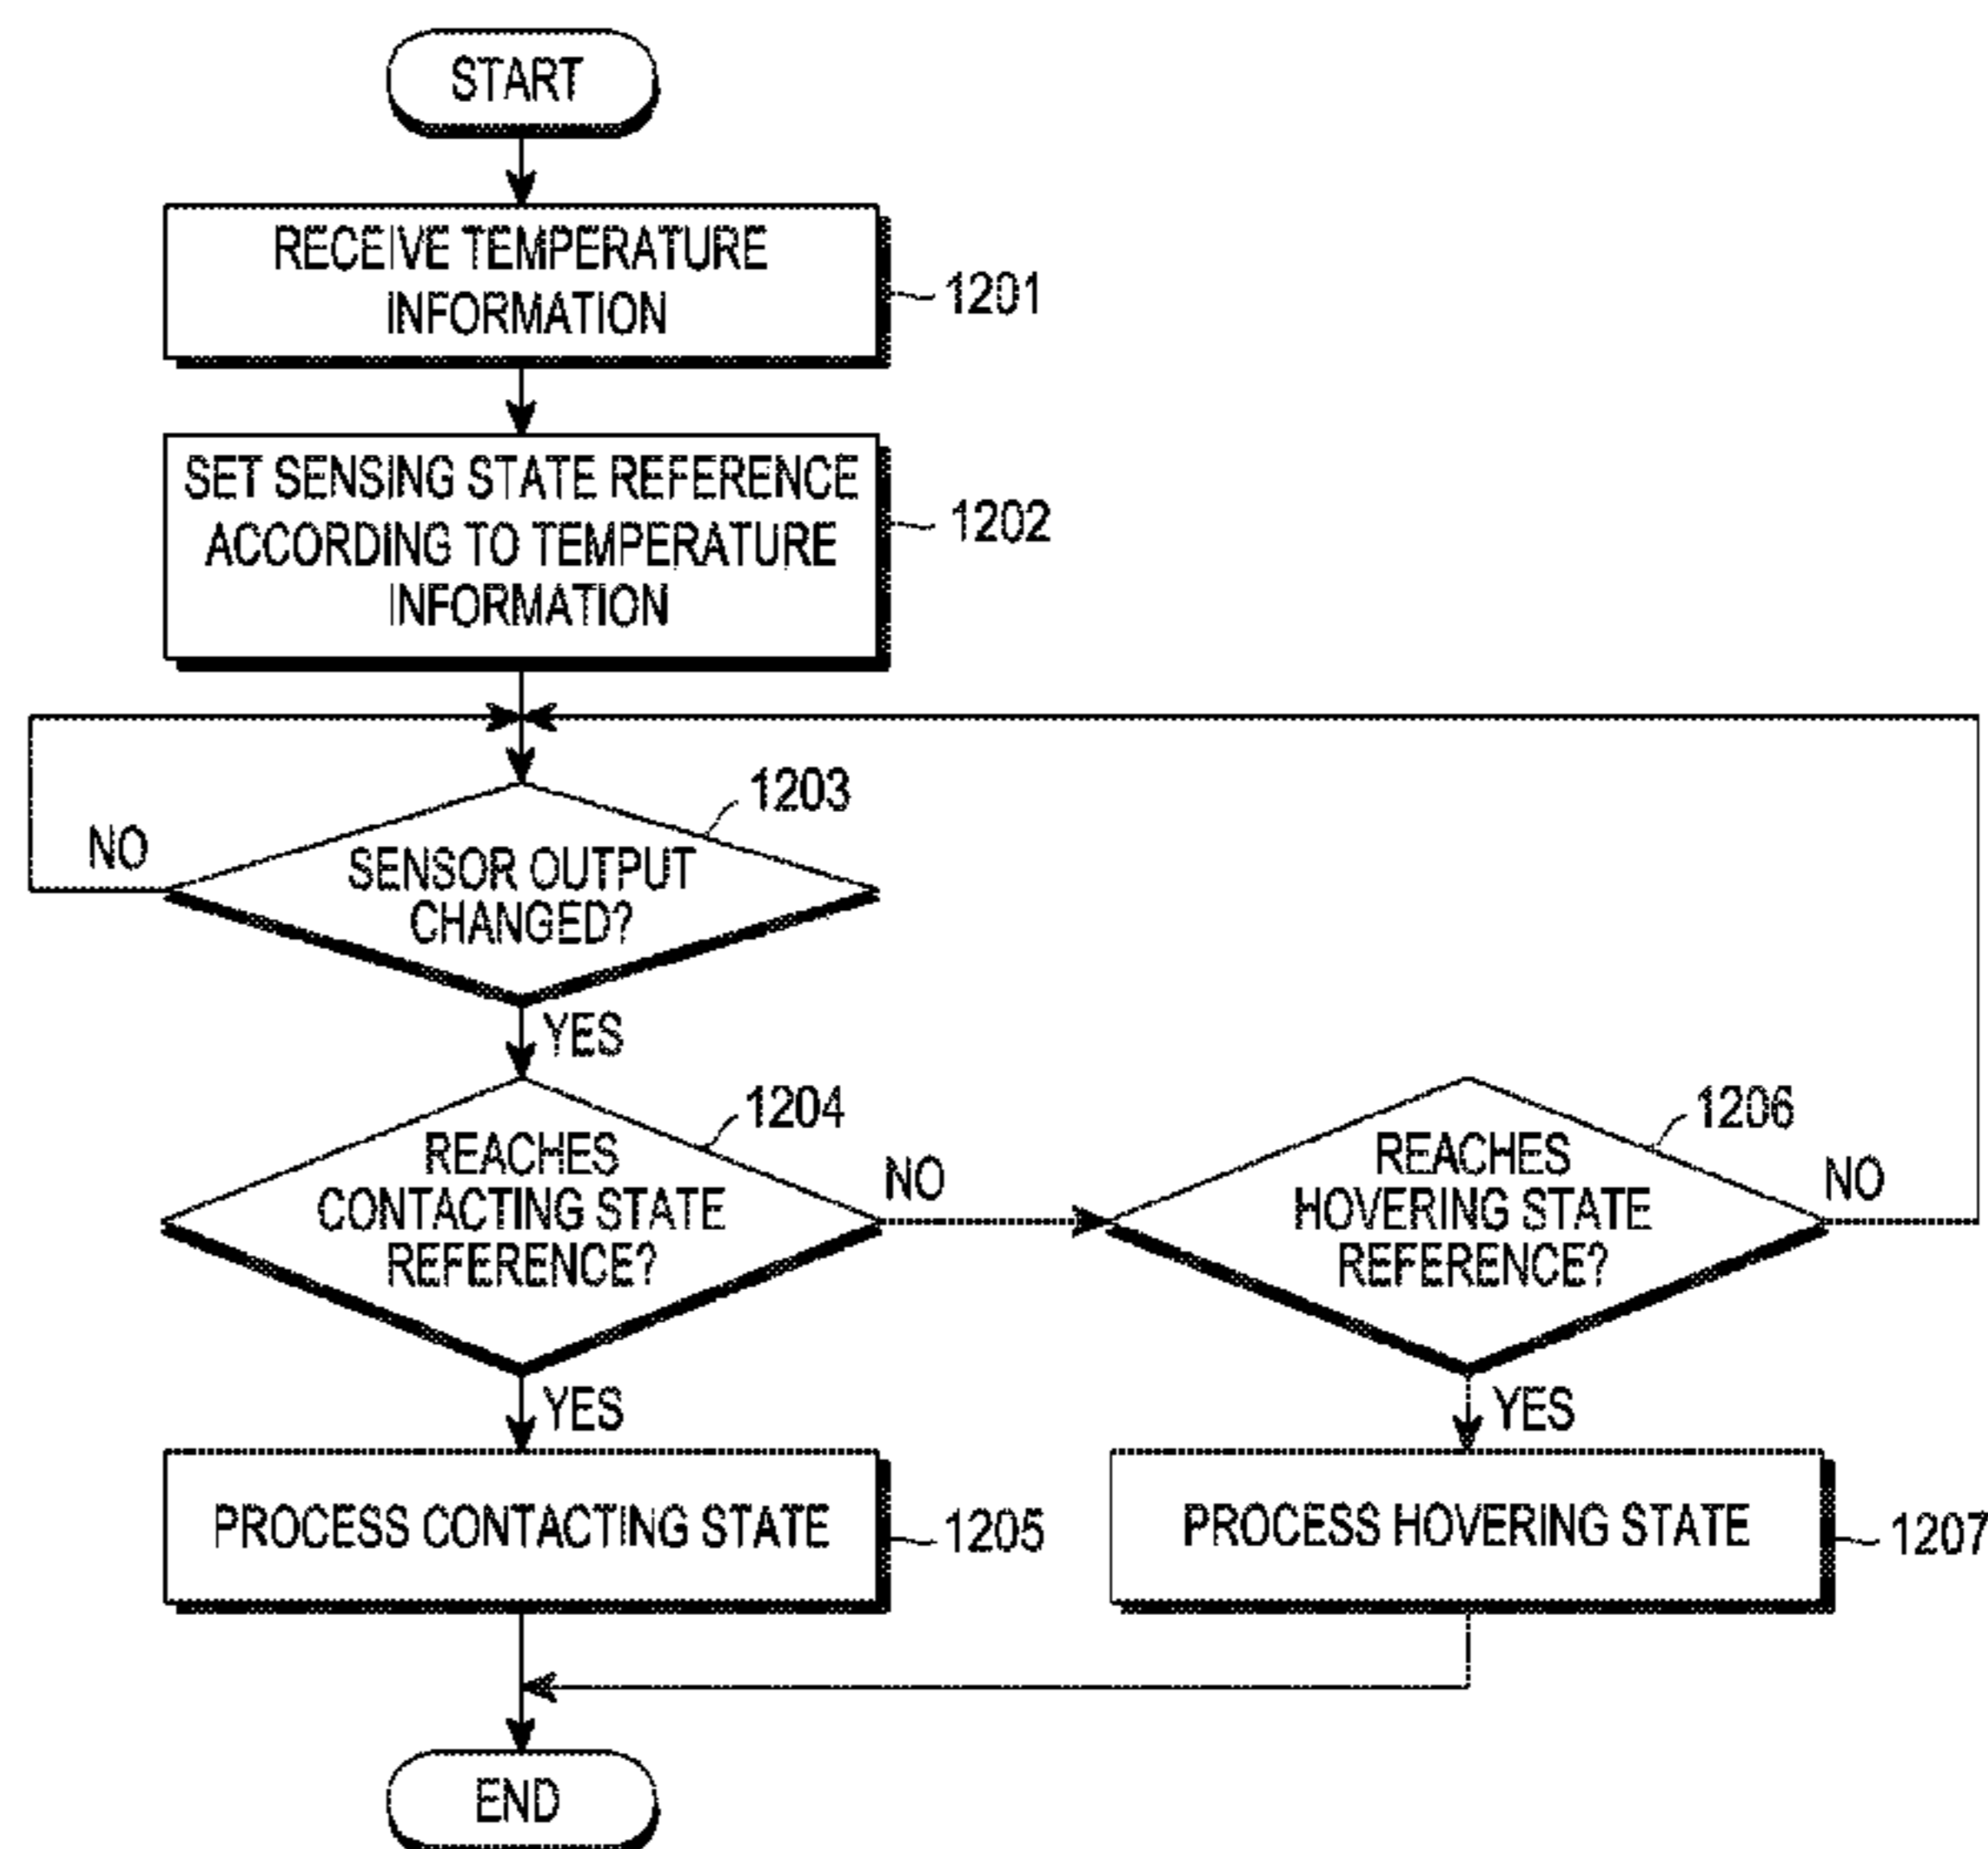 START
RECEIVE TEMPERATURE
INFORMATION
1201
SET SENSING STATE REFERENCE
ACCORDING TO TEMPERATURE
INFORMATION
1202
1203
NO
SENSOR OUTPUT
CHANGED?
YES
1204
REACHES
CONTACTING STATE
REFERENCE?
NO
1206
REACHES
HOVERING STATE
REFERENCE?
NO
YES
YES
PROCESS CONTACTING STATE
1205
PROCESS HOVERING STATE
1207
END